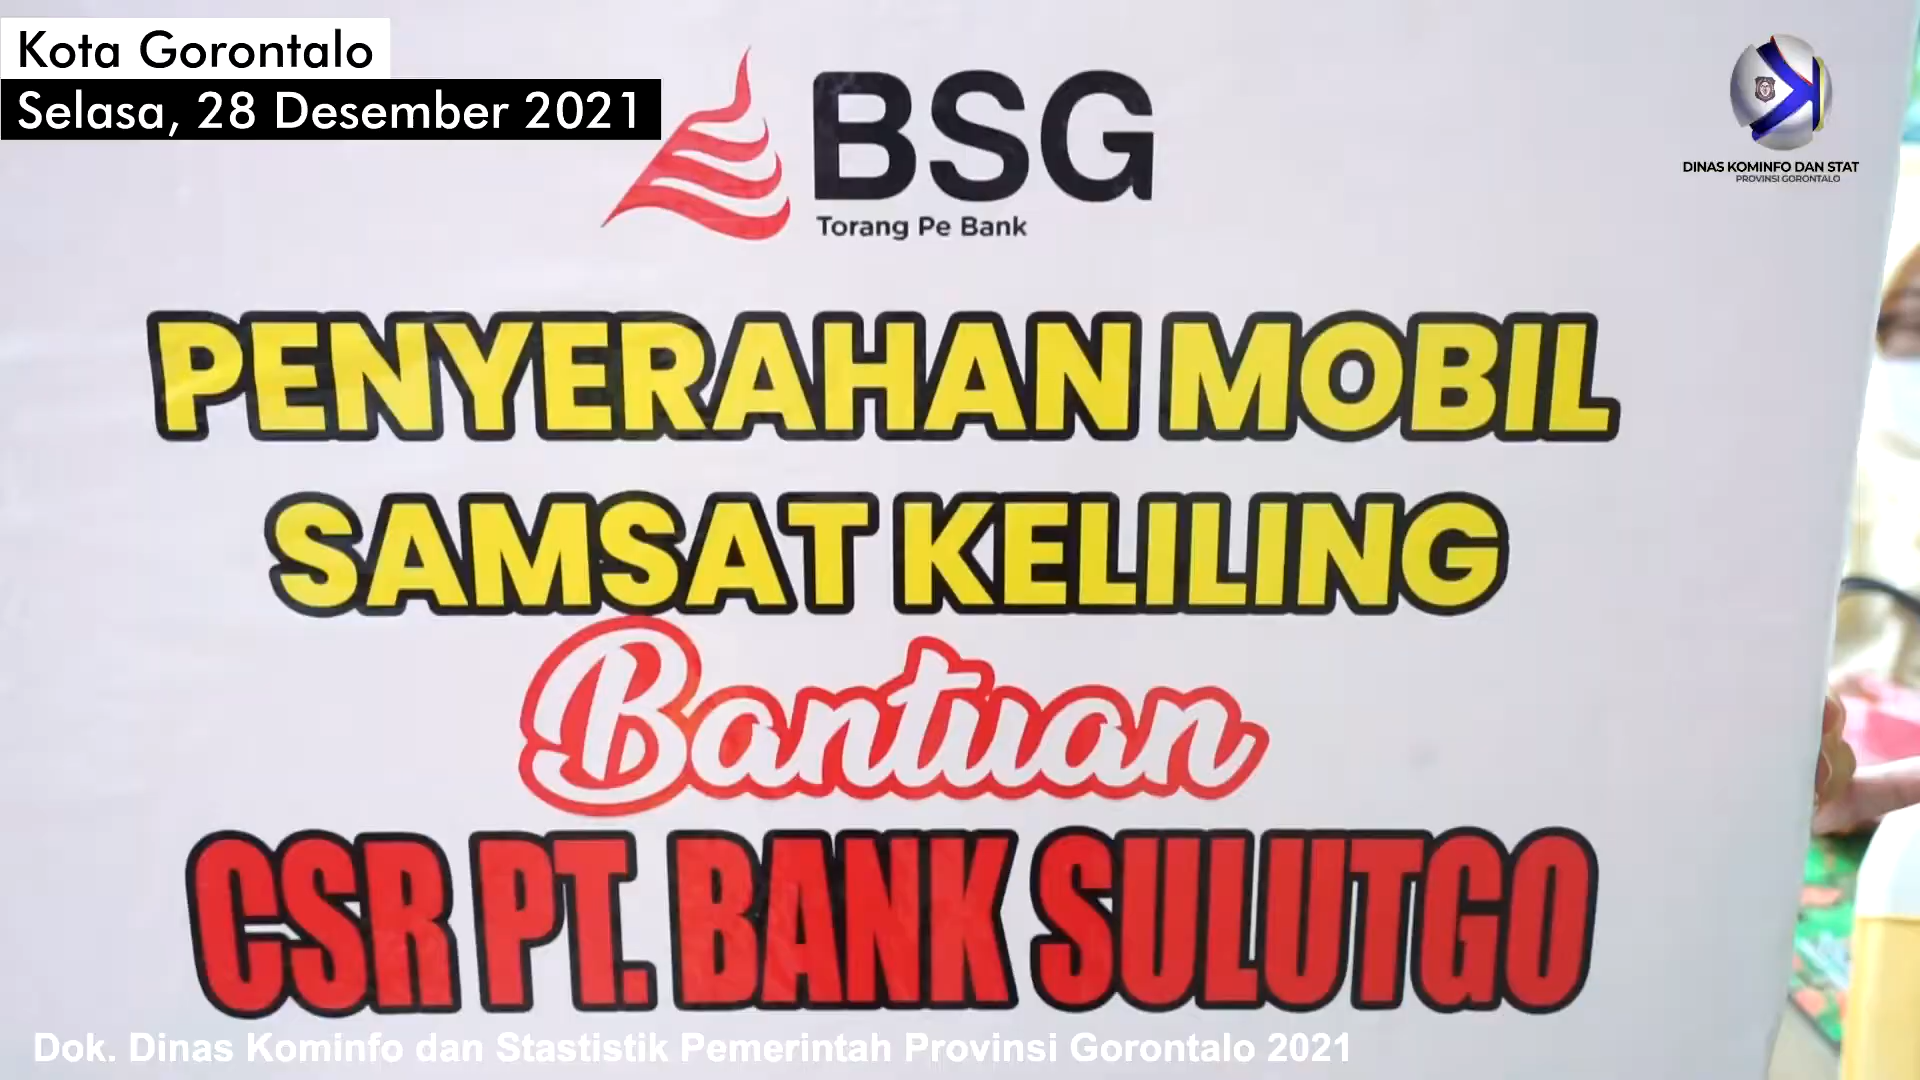 Kota Gorontalo
Selasa, 28 Desember 2021
BSG
Torang Pe Bank
DINAS KOMINFO DAN STAT
PROVINSI GORONTALO
PENYERAHAN MOBIL
SAMSAT KELILING
Bantuan
CSR PT. BANK SULUTGO
Dok. Dinas Kominfo dan Stastistik Pemerintah Provinsi Gorontalo 2021